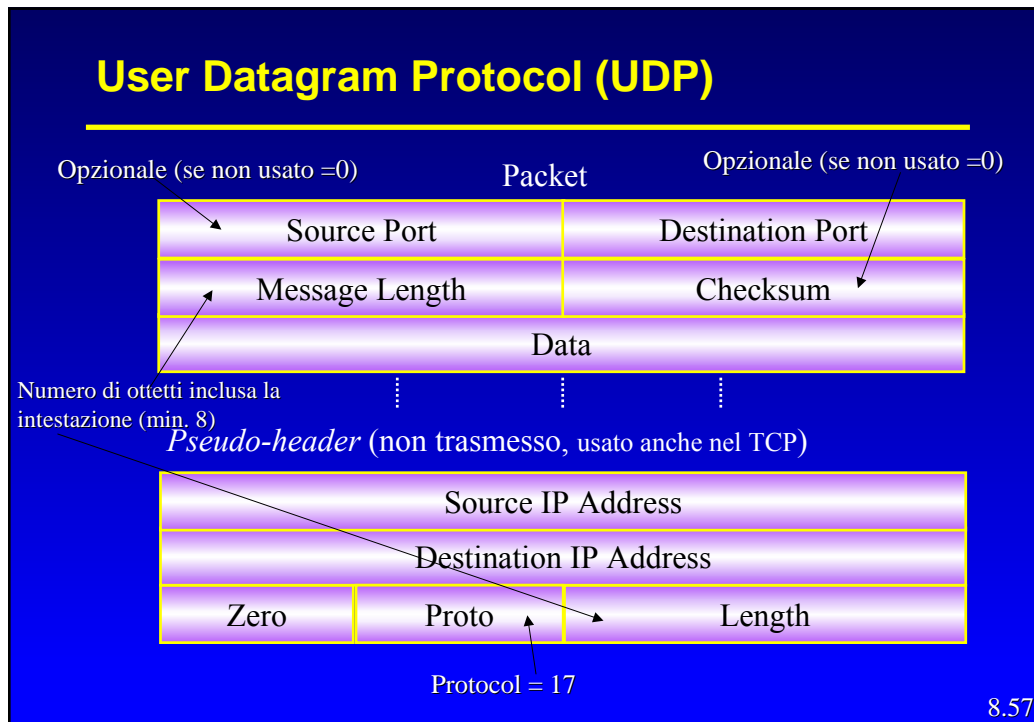 User Datagram Protocol (UDP)
Opzionale (se non usato =0)
Packet
Opzionale (se non usato =0)
Source Port
Destination Port
Message Length
Checksum
Data
Numero di ottetti inclusa la
intestazione (min. 8)
Pseudo-header (non trasmesso, usato anche nel TCP)
Source IP Address
Destination IP Address
Zero
Proto
Length
Protocol = 17
8.57